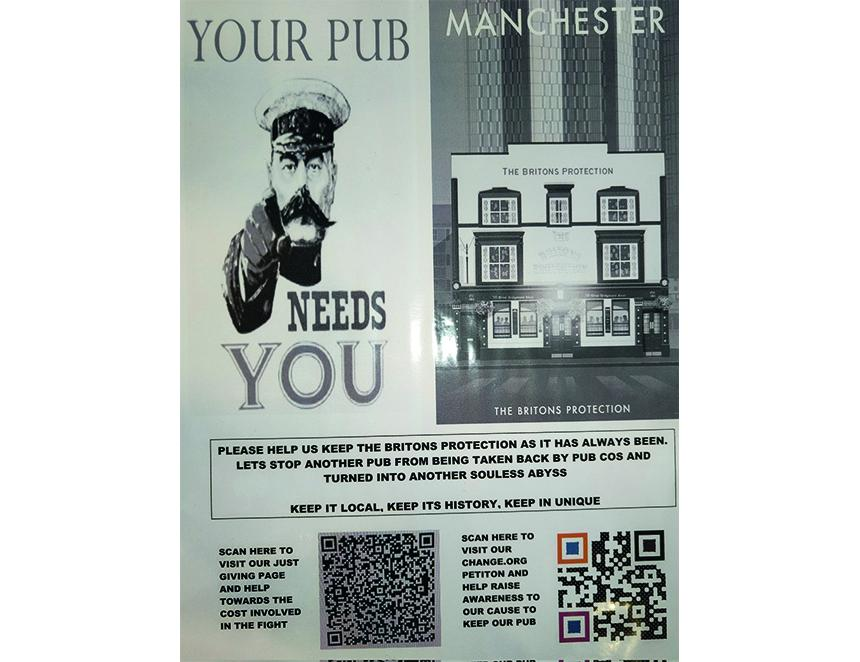 YOUR PUB
NEEDS
YOU
MANCHESTER
THE BRITONS PROTECTION
THE
BRITONS
PROTECTION
THE BRITONS PROTECTION
PLEASE HELP US KEEP THE BRITONS PROTECTION AS IT HAS ALWAYS BEEN.
LETS STOP ANOTHER PUB FROM BEING TAKEN BACK BY PUB COS AND
TURNED INTO ANOTHER SOULESS ABYSS
KEEP IT LOCAL, KEEP ITS HISTORY, KEEP IN UNIQUE
SCAN HERE TO
VISIT OUR JUST
GIVING PAGE
AND HELP
TOWARDS THE
COST INVOLVED
IN THE FIGHT
SCAN HERE TO
VISIT OUR
CHANGE.ORG
PETITON AND
HELP RAISE
AWARENESS TO
OUR CAUSE TO
KEEP OUR PUB